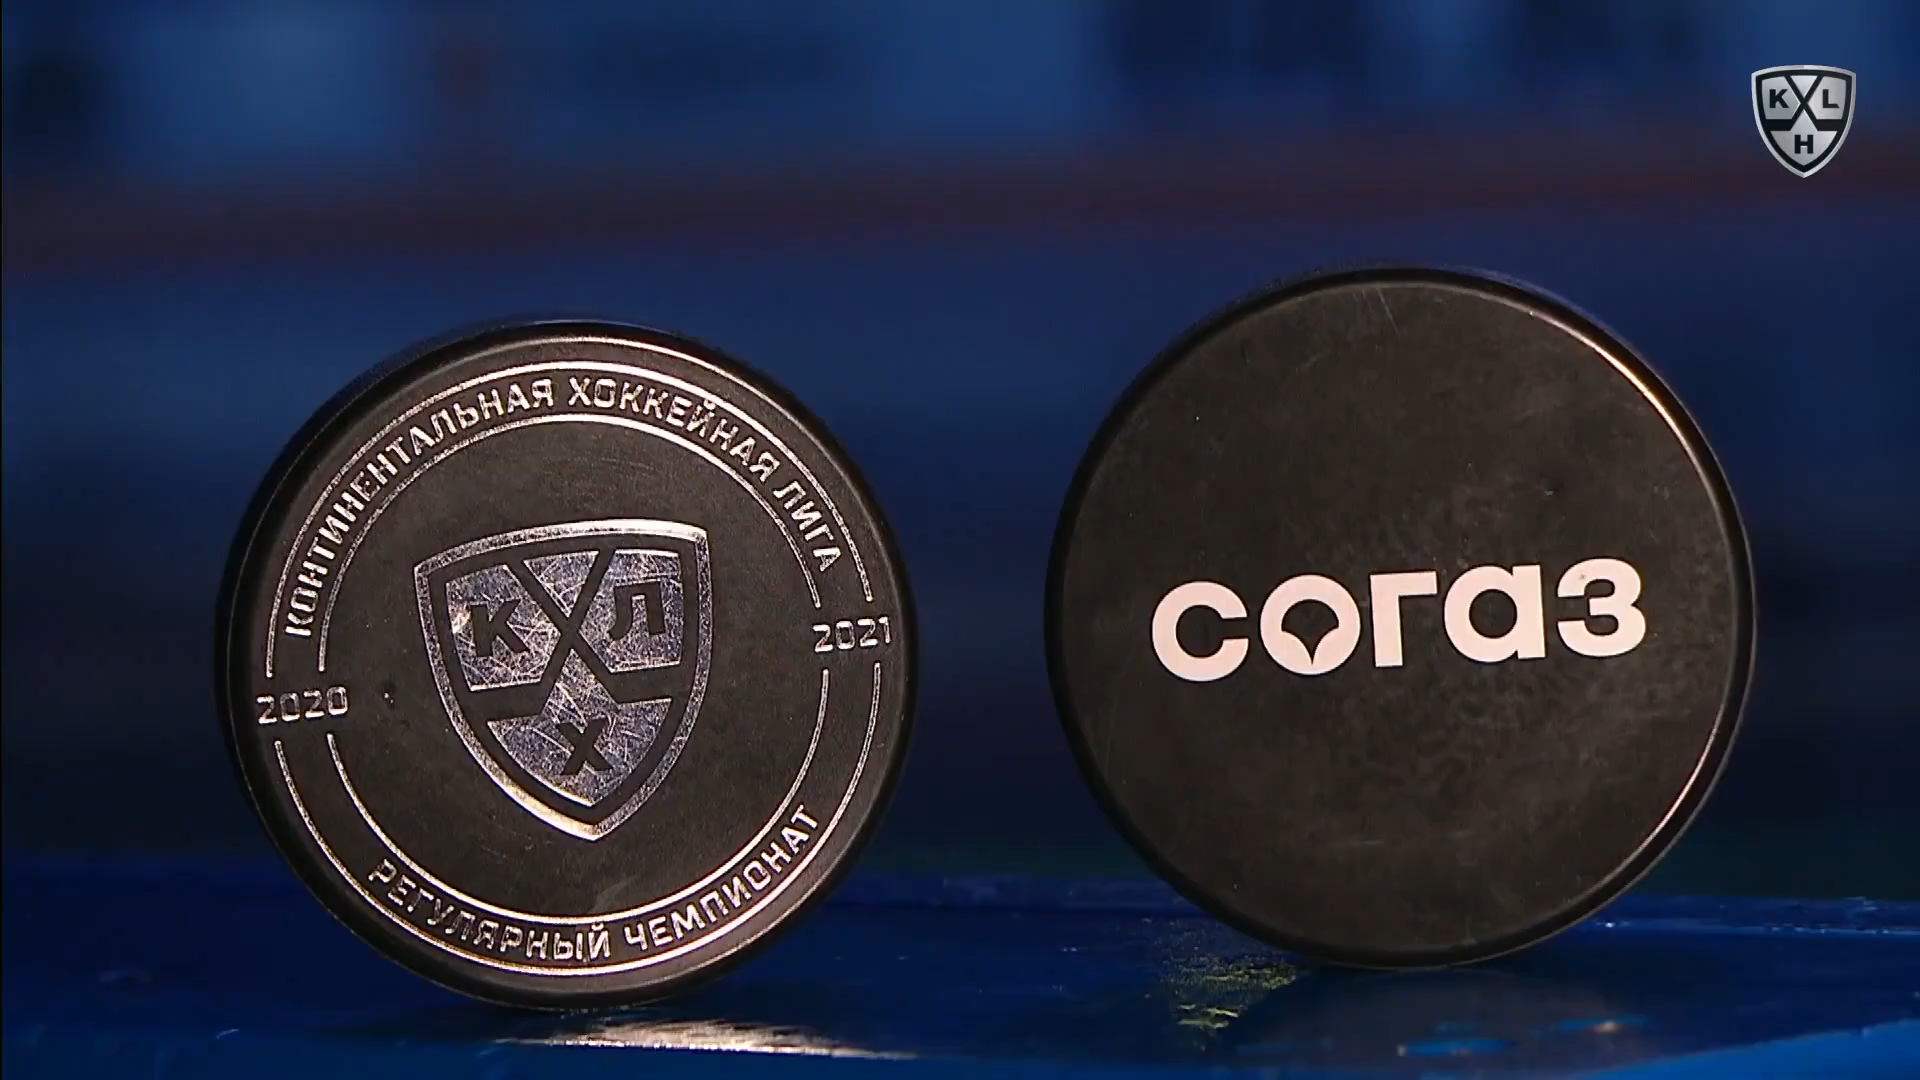 KHL
КОНТИНЕНТАЛЬНАЯ ХОККЕЙНАЯ ЛИГА
КХЛ
2020
2021
РЕГУЛЯРНЫЙ ЧЕМПИОНАТ
согаз